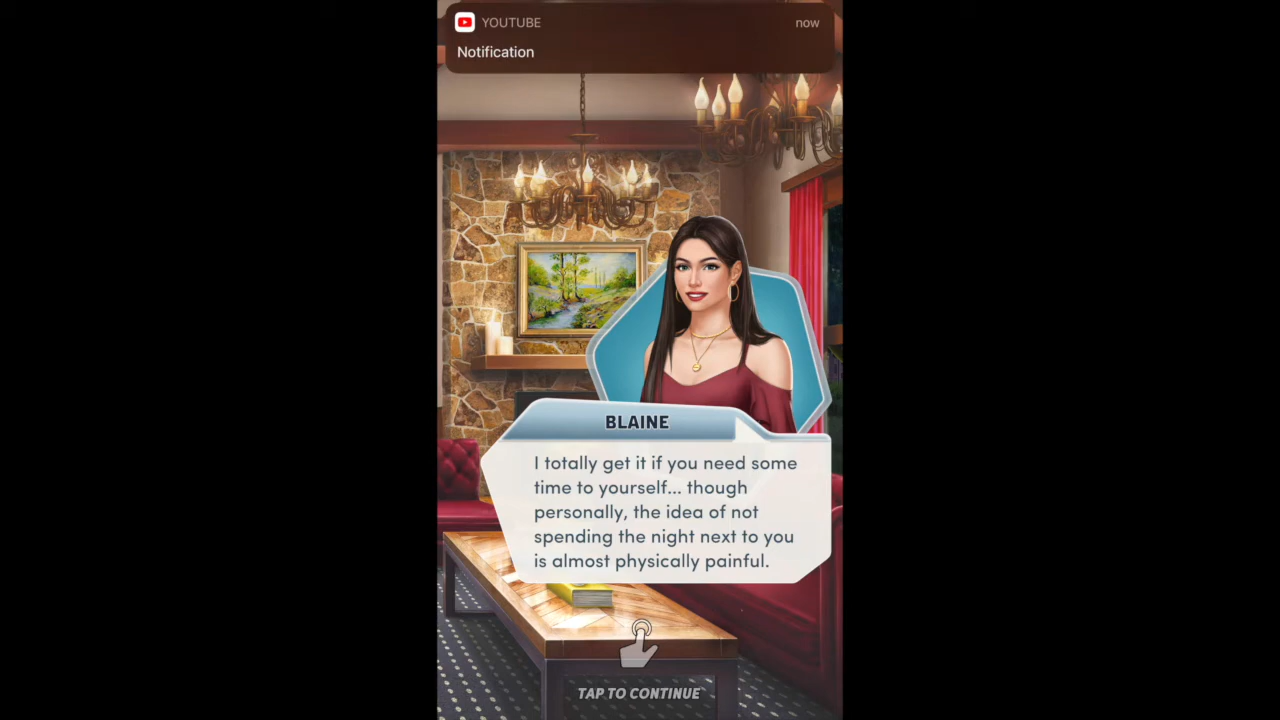 YOUTUBE
now
Notification
BLAINE
I totally get it if you need some
time to yourself... though
personally, the idea of not
spending the night next to you
is almost physically painful.
TAP TO CONTINUE